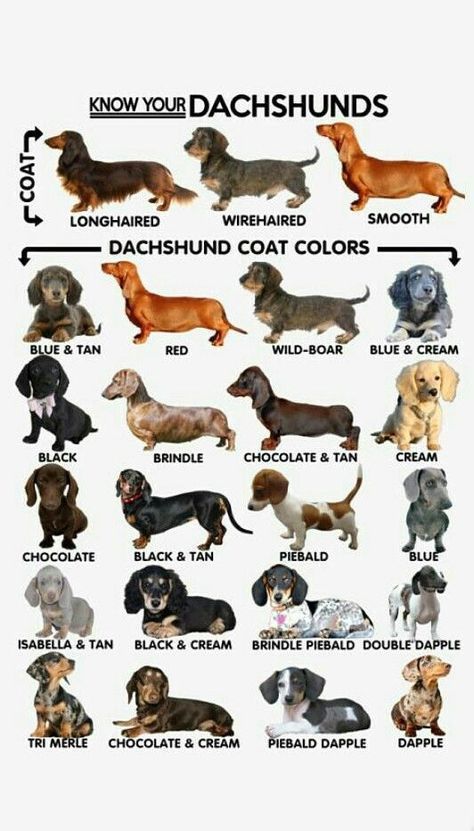 KNOW YOUR DACHSHUNDS
COAT
LONGHAIRED WIREHAIRED SMOOTH
DACHSHUND COAT COLORS
BLUE & TAN RED WILD-BOAR BLUE & CREAM
BLACK BRINDLE CHOCOLATE & TAN CREAM
CHOCOLATE BLACK & TAN PIEBALD BLUE
ISABELLA & TAN BLACK & CREAM BRINDLE PIEBALD DOUBLE DAPPLE
TRI MERLE CHOCOLATE & CREAM PIEBALD DAPPLE DAPPLE